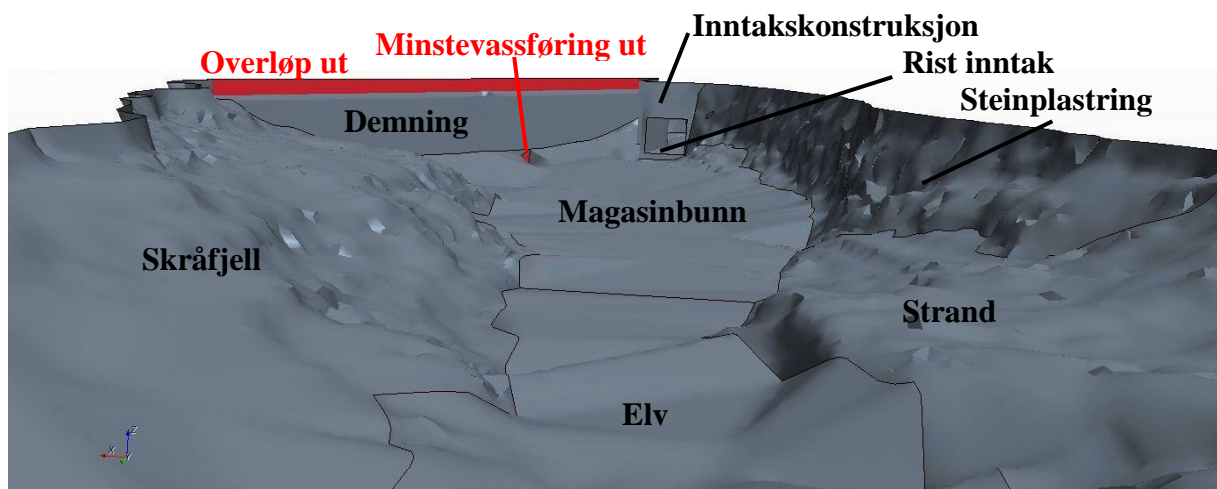 Inntakskonstruksjon
Minstevassføring ut
Overløp ut
Rist inntak
Steinplastring
Demning
Magasinbunn
Skråfjell
Strand
Elv
Z
X
Y